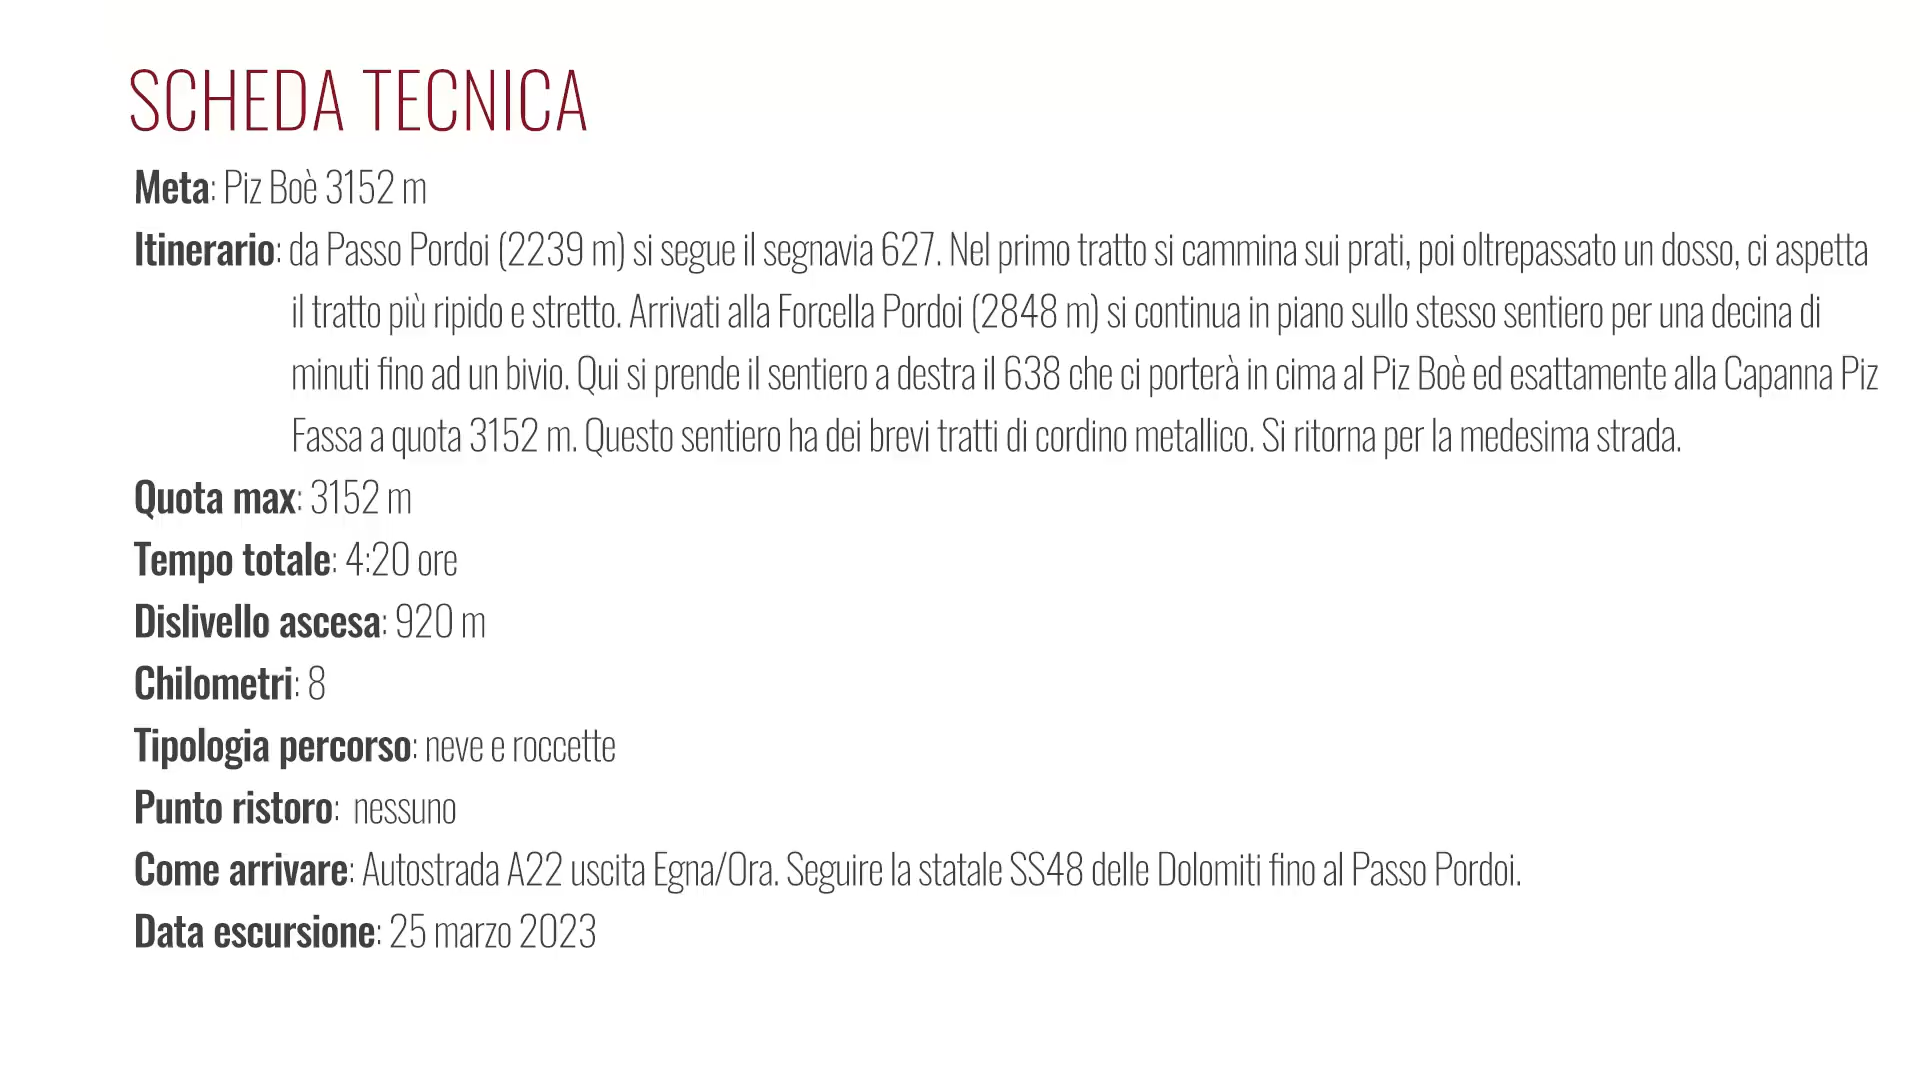 SCHEDA TECNICA
Meta: Piz Boè 3152 m
Itinerario: da Passo Pordoi (2239 m) si segue il segnavia 627. Nel primo tratto si cammina sui prati, poi oltrepassato un dosso, ci aspetta
il tratto più ripido e stretto. Arrivati alla Forcella Pordoi (2848 m) si continua in piano sullo stesso sentiero per una decina di
minuti fino ad un bivio. Qui si prende il sentiero a destra il 638 che ci porterà in cima al Piz Boè ed esattamente alla Capanna Piz
Fassa a quota 3152 m. Questo sentiero ha dei brevi tratti di cordino metallico. Si ritorna per la medesima strada.
Quota max: 3152 m
Tempo totale: 4:20 ore
Dislivello ascesa: 920 m
Chilometri: 8
Tipologia percorso: neve e roccette
Punto ristoro: nessuno
Come arrivare: Autostrada A22 uscita Egna/Ora. Seguire la statale SS48 delle Dolomiti fino al Passo Pordoi.
Data escursione: 25 marzo 2023